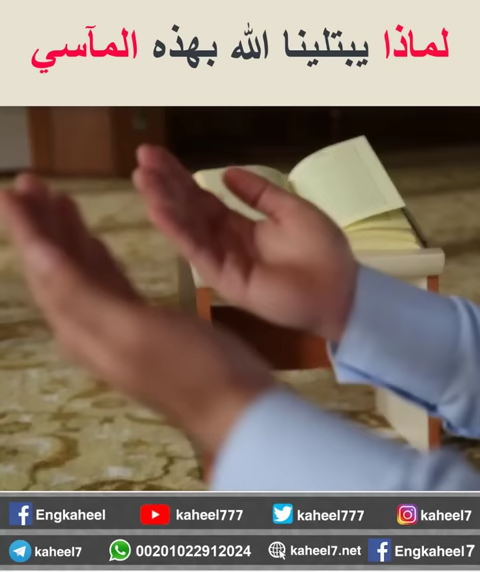 لماذا يبتلينا الله بهذه المآسي
Engkaheel kaheel777 kaheel777 kaheel7
kaheel7 00201022912024 kaheel7.net Engkaheel7